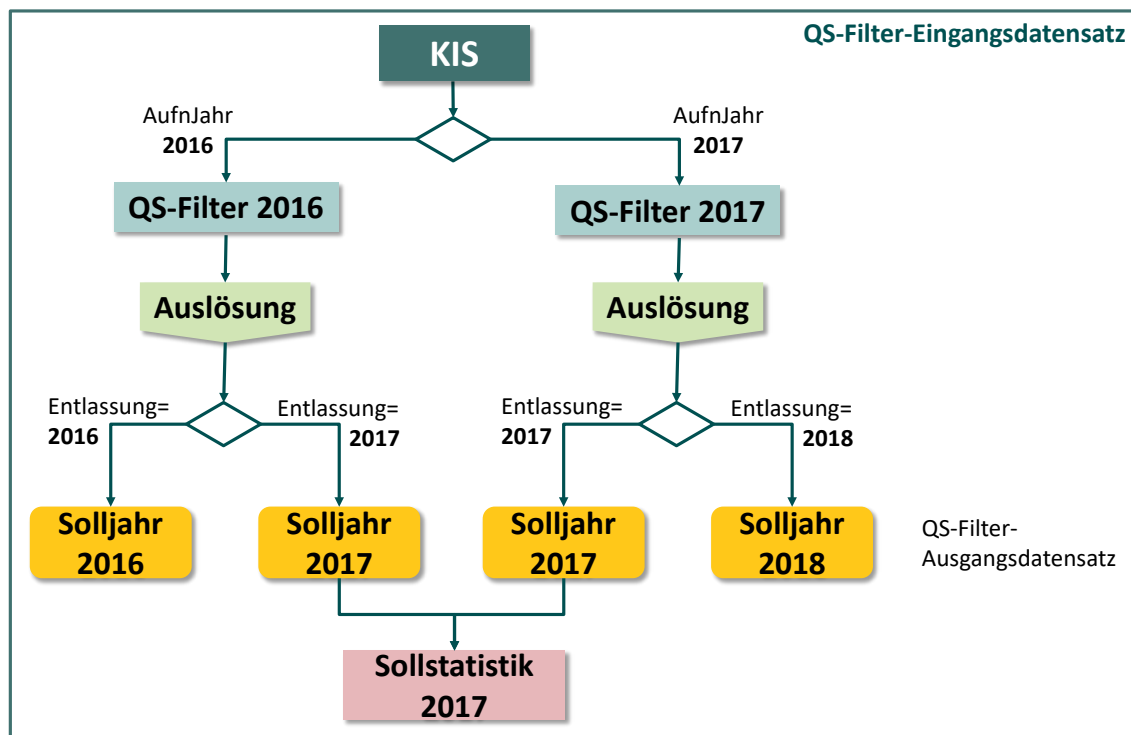 QS-Filter-Eingangsdatensatz
KIS
AufnJahr
2016
AufnJahr
2017
QS-Filter 2016
QS-Filter 2017
Auslösung
Auslösung
Entlassung=
2016
Entlassung=
2017
Entlassung=
2017
Entlassung=
2018
Solljahr
2016
Solljahr
2017
Solljahr
2017
Solljahr
2018
QS-Filter-
Ausgangsdatensatz
Sollstatistik
2017